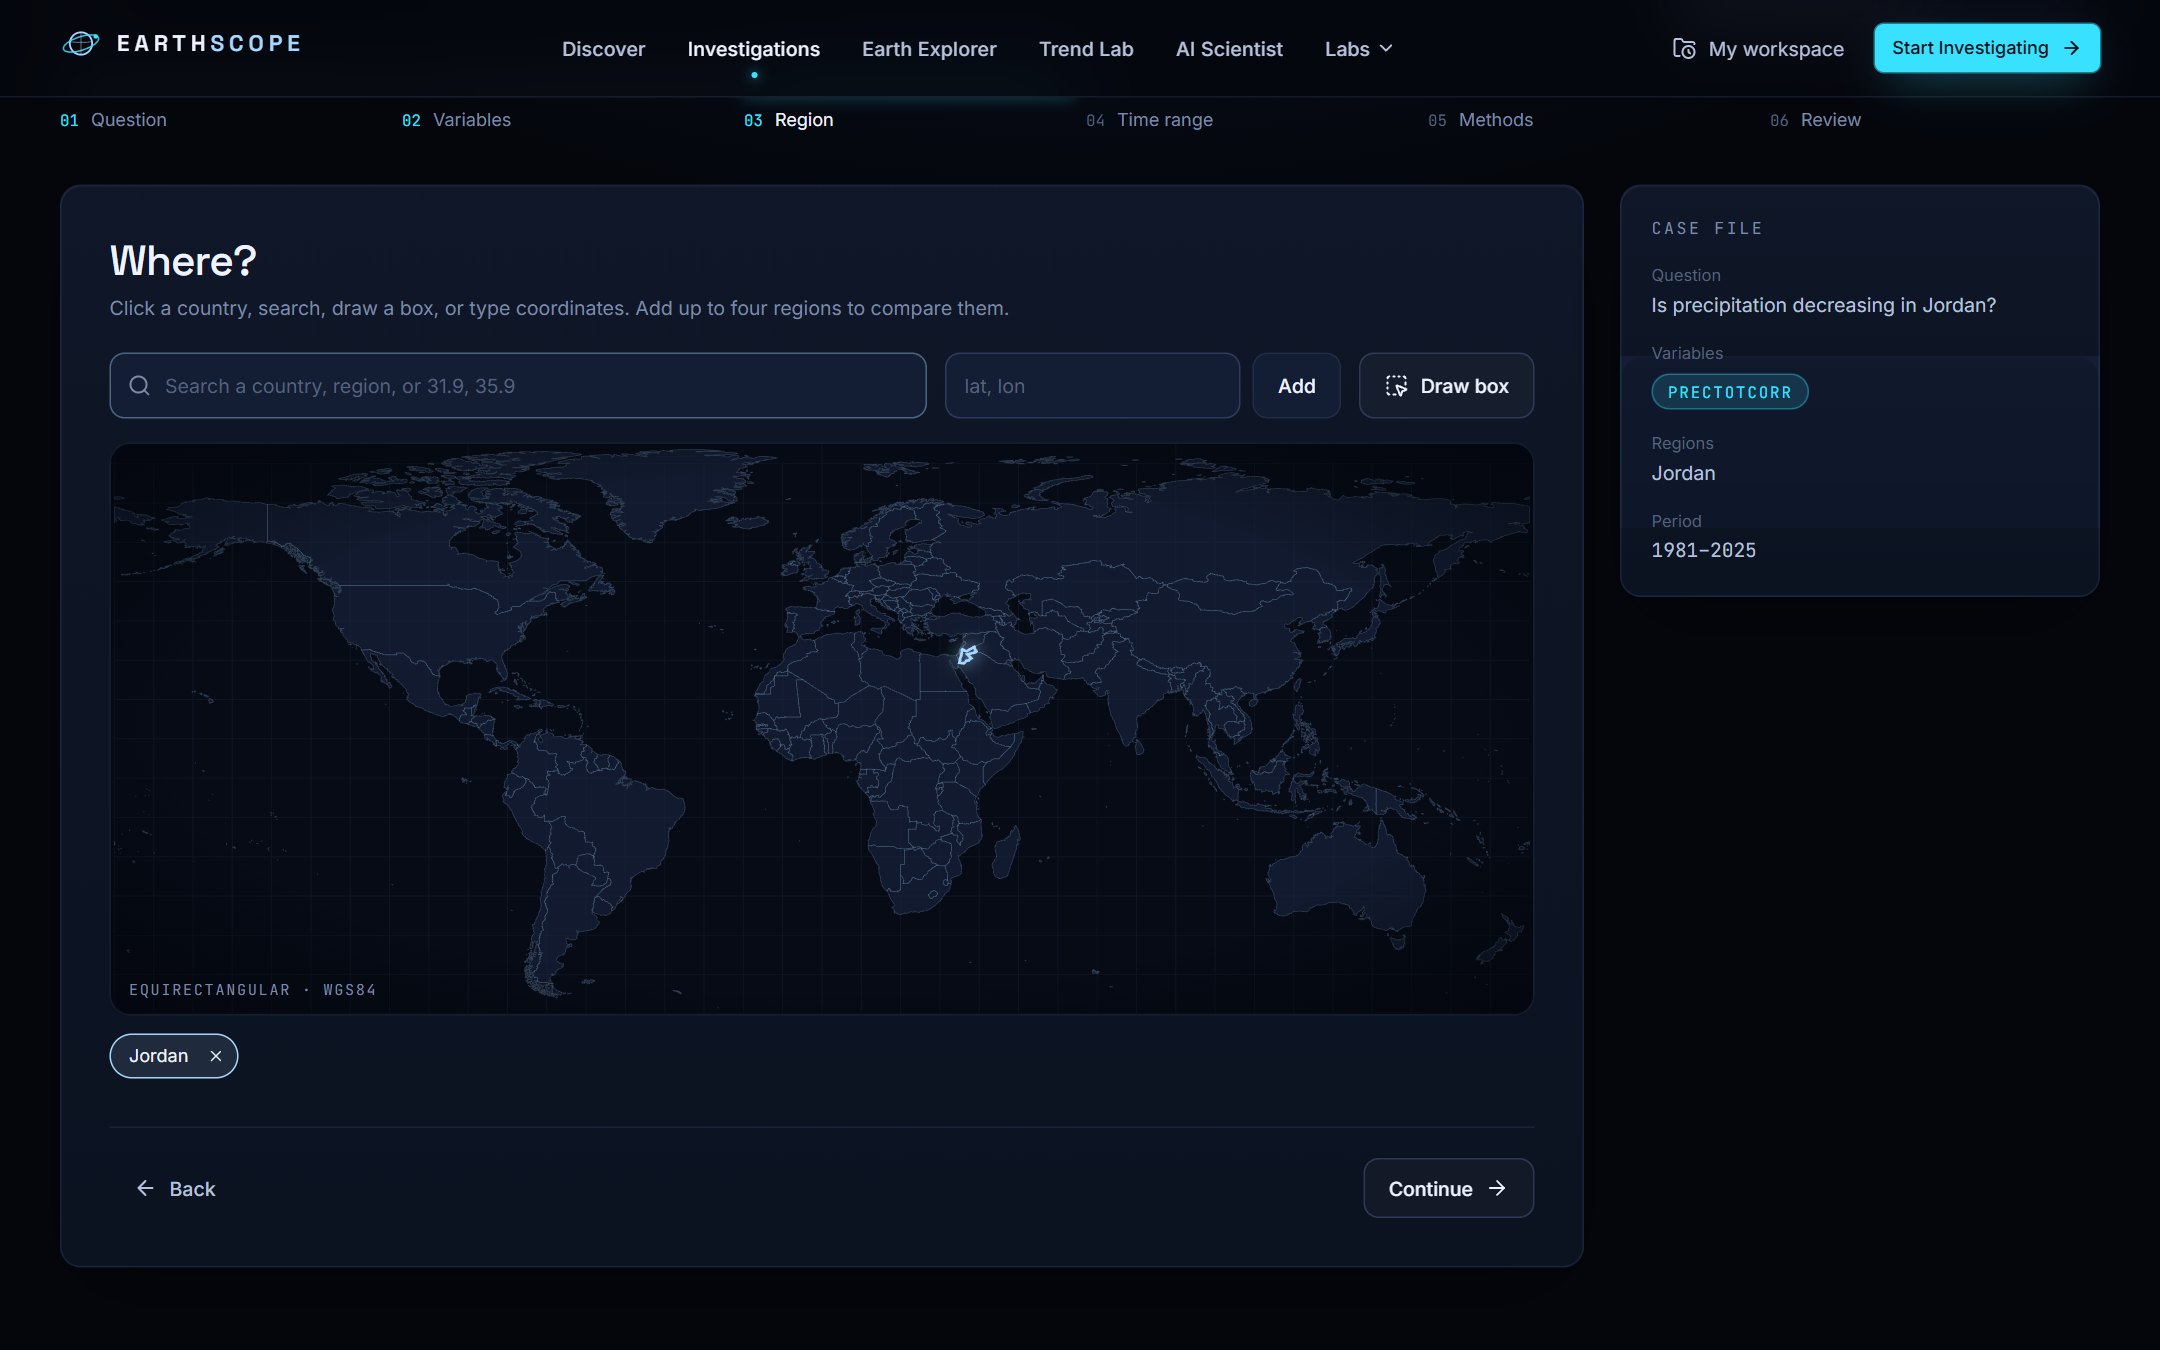 EARTHSCOPE
Discover
Investigations
Earth Explorer
Trend Lab
AI Scientist
Labs
My workspace
Start Investigating
01 Question
02 Variables
03 Region
04 Time range
05 Methods
06 Review
Where?
Click a country, search, draw a box, or type coordinates. Add up to four regions to compare them.
Search a country, region, or 31.9, 35.9
lat, lon
Add
Draw box
EQUIRECTANGULAR · WGS84
Jordan
Back
Continue
CASE FILE
Question
Is precipitation decreasing in Jordan?
Variables
PRECTOTCORR
Regions
Jordan
Period
1981–2025